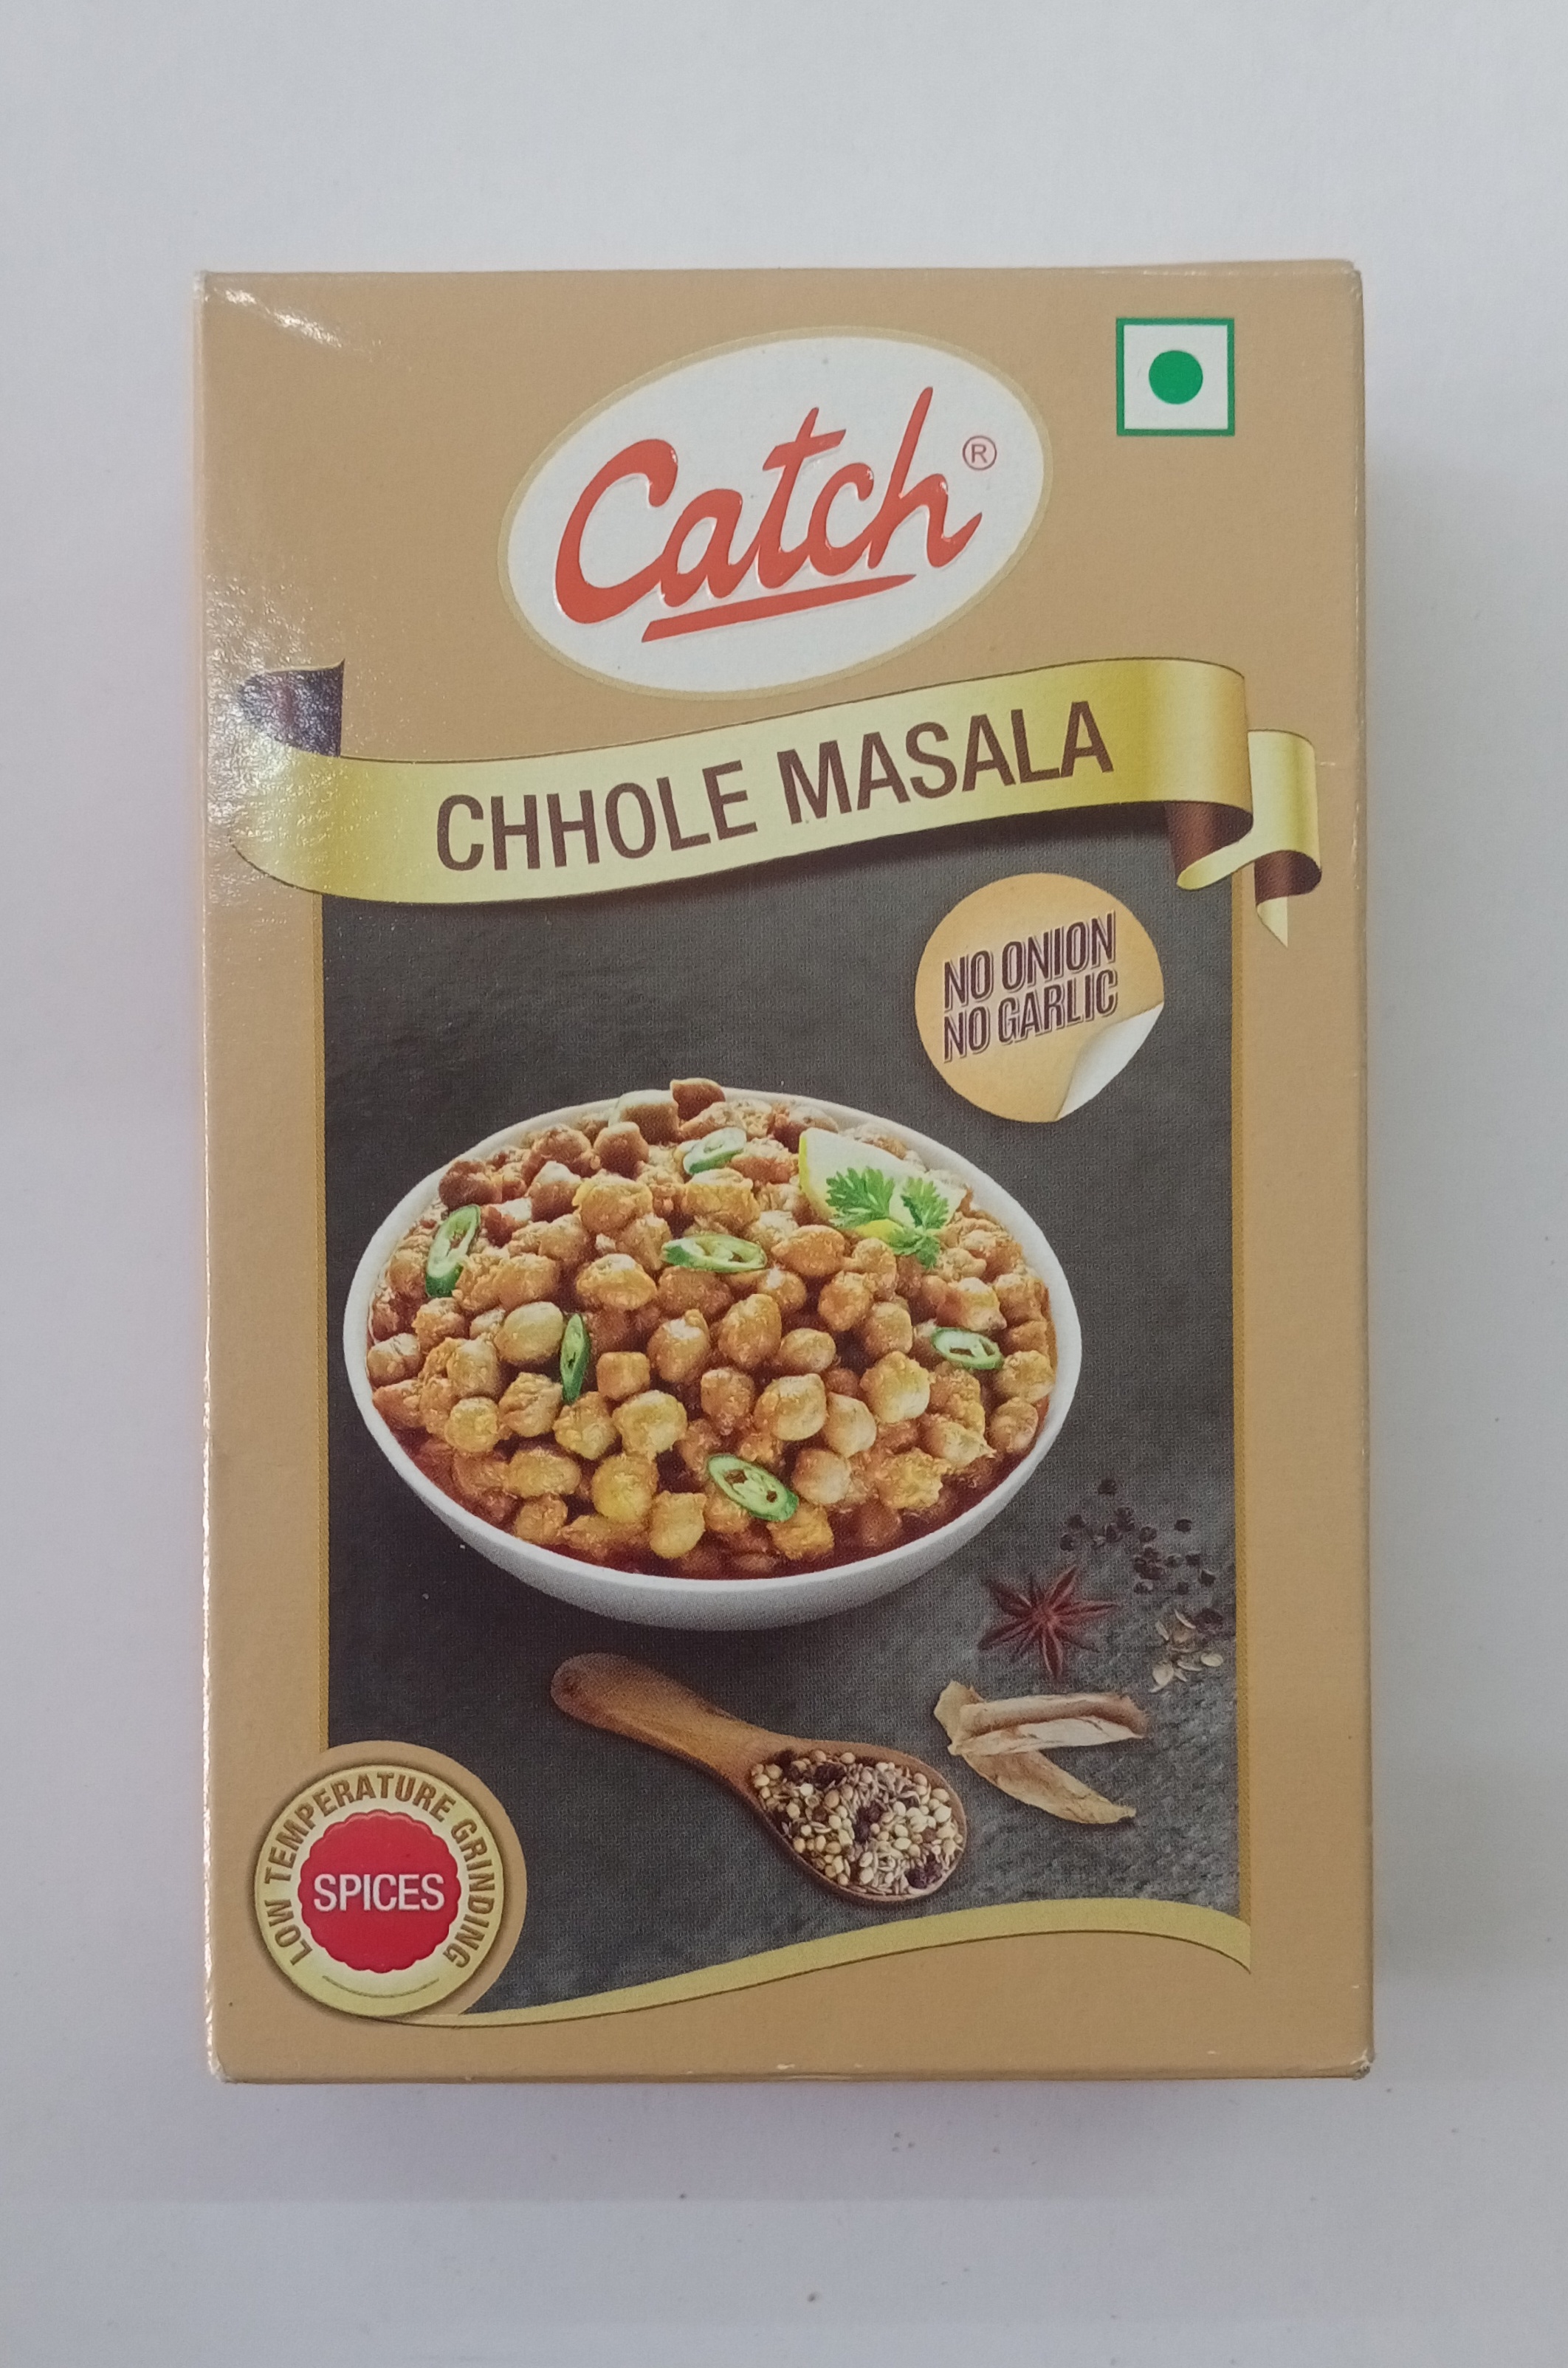 Catch®
CHHOLE MASALA
NO ONION
NO GARLIC
LOW TEMPERATURE GRINDING
SPICES